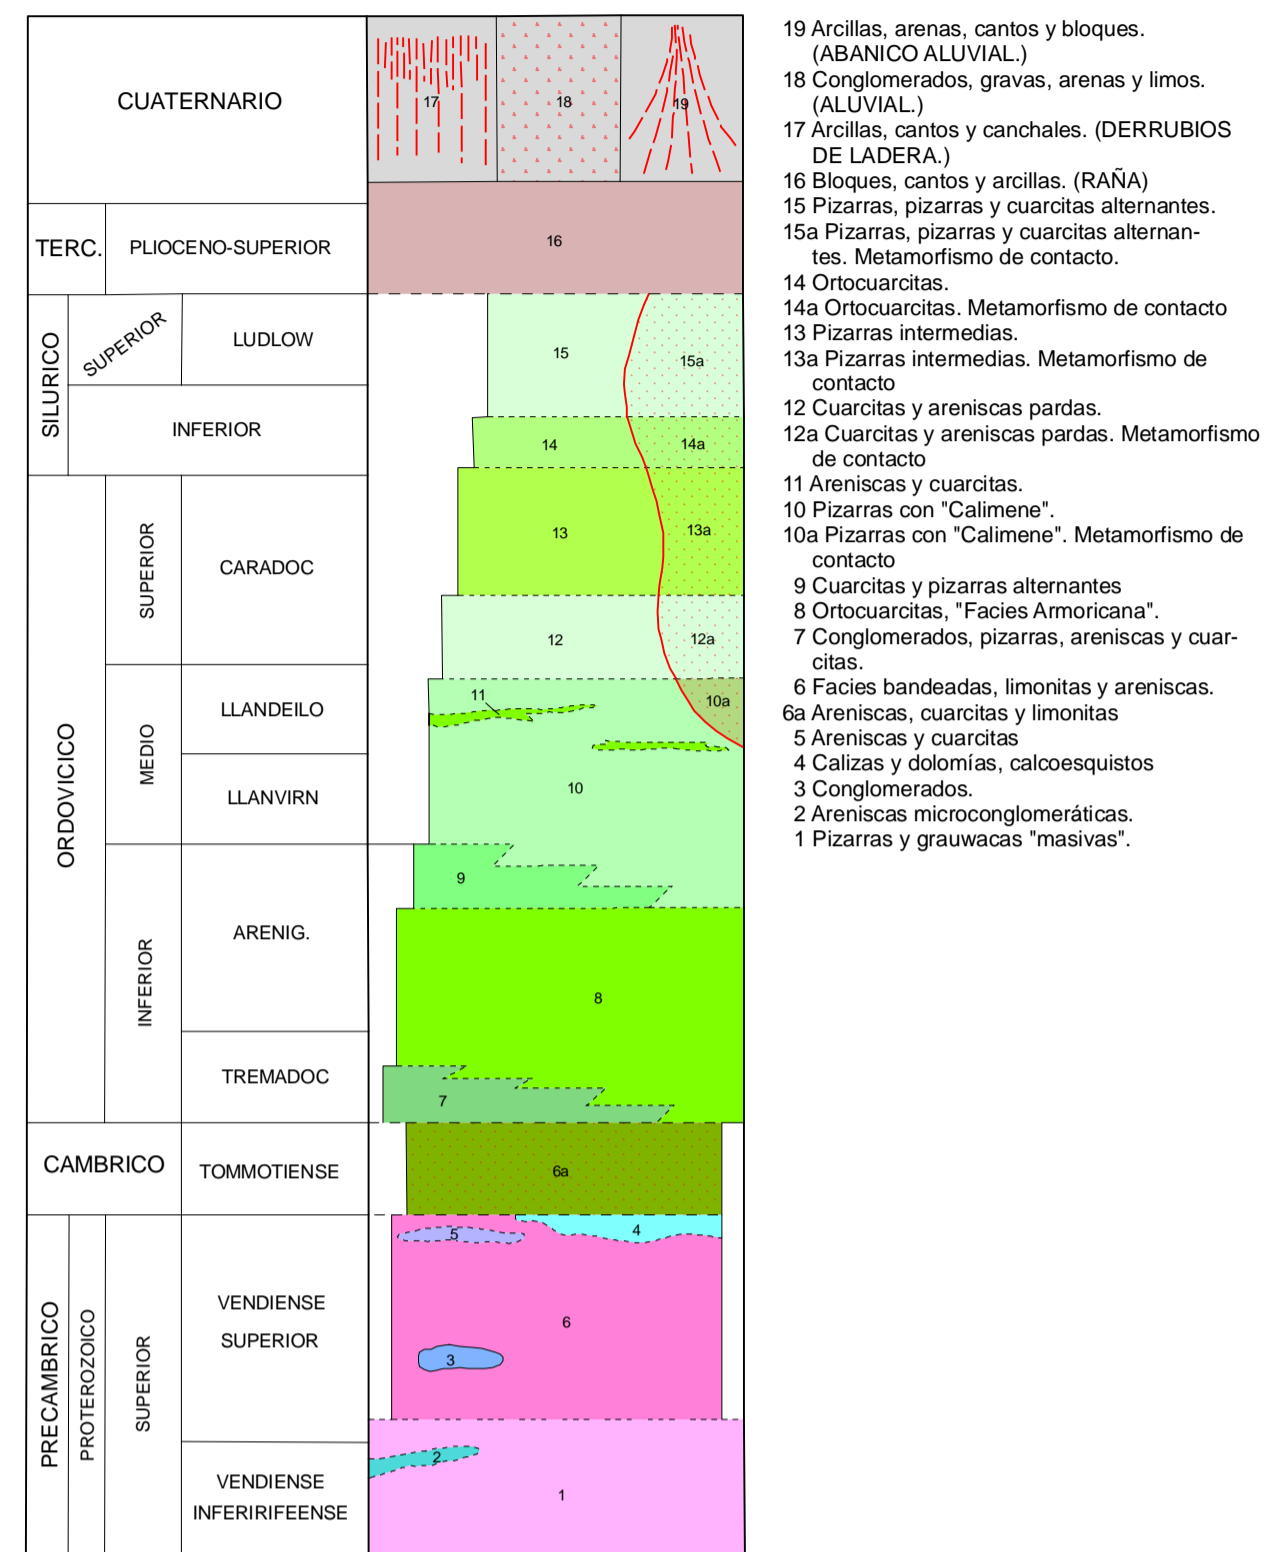 CUATERNARIO
17
18
19
TERC.
PLIOCENO-SUPERIOR
16
SILURICO
SUPERIOR
LUDLOW
15
15a
INFERIOR
14
14a
ORDOVICICO
SUPERIOR
CARADOC
13
13a
12
12a
MEDIO
LLANDEILO
11
10a
LLANVIRN
10
INFERIOR
ARENIG.
9
8
TREMADOC
7
CAMBRICO
TOMMOTIENSE
6a
PRECAMBRICO
PROTEROZOICO
SUPERIOR
VENDIENSE
SUPERIOR
5
4
6
3
VENDIENSE
INFERIRIFEENSE
2
1
19 Arcillas, arenas, cantos y bloques.
(ABANICO ALUVIAL.)
18 Conglomerados, gravas, arenas y limos.
(ALUVIAL.)
17 Arcillas, cantos y canchales. (DERRUBIOS
DE LADERA.)
16 Bloques, cantos y arcillas. (RAÑA)
15 Pizarras, pizarras y cuarcitas alternantes.
15a Pizarras, pizarras y cuarcitas alternan-
tes. Metamorfismo de contacto.
14 Ortocuarcitas.
14a Ortocuarcitas. Metamorfismo de contacto
13 Pizarras intermedias.
13a Pizarras intermedias. Metamorfismo de
contacto
12 Cuarcitas y areniscas pardas.
12a Cuarcitas y areniscas pardas. Metamorfismo
de contacto
11 Areniscas y cuarcitas.
10 Pizarras con "Calimene".
10a Pizarras con "Calimene". Metamorfismo de
contacto
9 Cuarcitas y pizarras alternantes
8 Ortocuarcitas, "Facies Armoricana".
7 Conglomerados, pizarras, areniscas y cuar-
citas.
6 Facies bandeadas, limonitas y areniscas.
6a Areniscas, cuarcitas y limonitas
5 Areniscas y cuarcitas
4 Calizas y dolomías, calcoesquistos
3 Conglomerados.
2 Areniscas microconglomeráticas.
1 Pizarras y grauwacas "masivas".